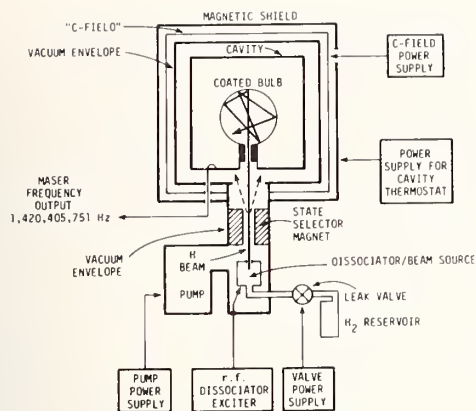 MAGNETIC SHIELD
"C-FIELD"
VACUUM ENVELOPE
CAVITY
COATED BULB
C-FIELD
POWER
SUPPLY
POWER
SUPPLY FOR
CAVITY
THERMOSTAT
MASER
FREQUENCY
OUTPUT
1,420,405,751 Hz
STATE
SELECTOR
MAGNET
VACUUM
ENVELOPE
H
BEAM
DISSOCIATOR/BEAM SOURCE
PUMP
LEAK VALVE
H2 RESERVOIR
PUMP
POWER
SUPPLY
r.f.
DISSOCIATOR
EXCITER
VALVE
POWER
SUPPLY